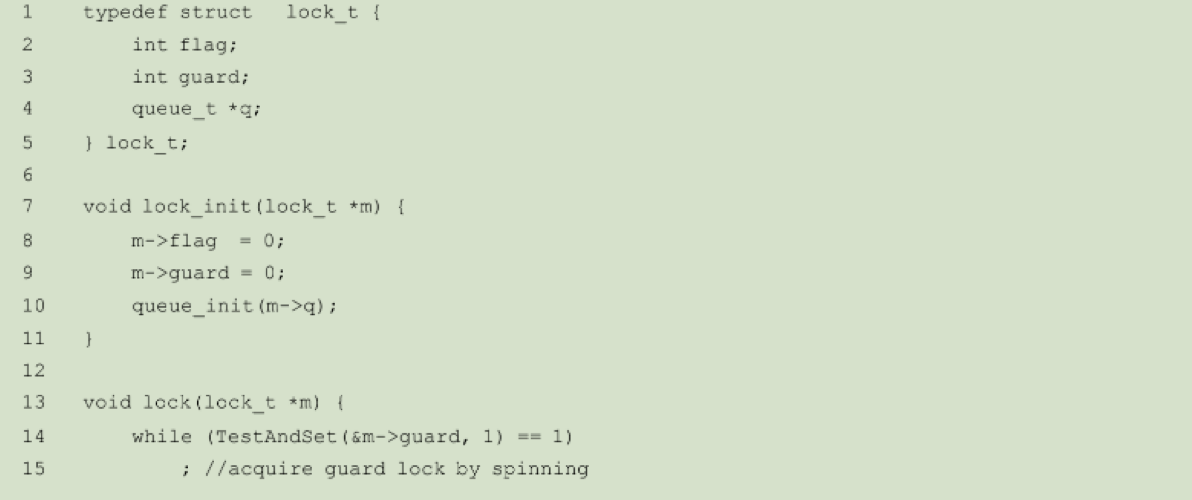 1 typedef struct lock_t {
2 int flag;
3 int guard;
4 queue_t *q;
5 } lock_t;
6
7 void lock_init(lock_t *m) {
8 m->flag = 0;
9 m->guard = 0;
10 queue_init(m->q);
11 }
12
13 void lock(lock_t *m) {
14 while (TestAndSet(&m->guard, 1) == 1)
15 ; //acquire guard lock by spinning